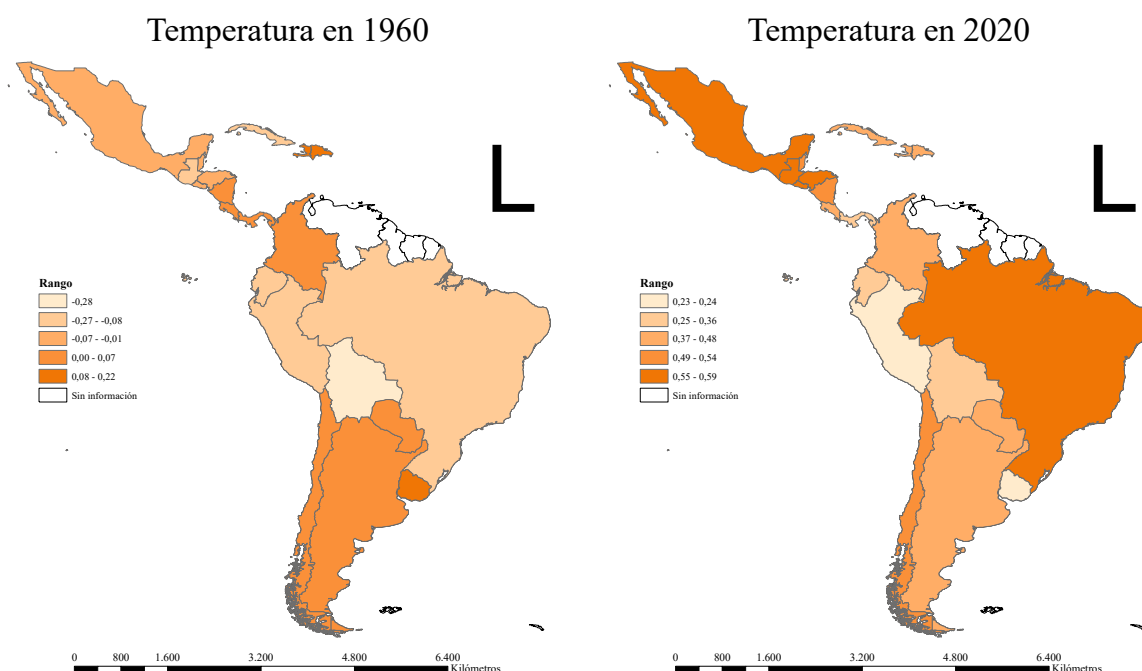 Temperatura en 1960
Rango
-0,28
-0,27 - -0,08
-0,07 - -0,01
0,00 - 0,07
0,08 - 0,22
Sin información
0 800 1.600 3.200 4.800 6.400
Kilómetros
Temperatura en 2020
Rango
0,23 - 0,24
0,25 - 0,36
0,37 - 0,48
0,49 - 0,54
0,55 - 0,59
Sin información
0 800 1.600 3.200 4.800 6.400
Kilómetros